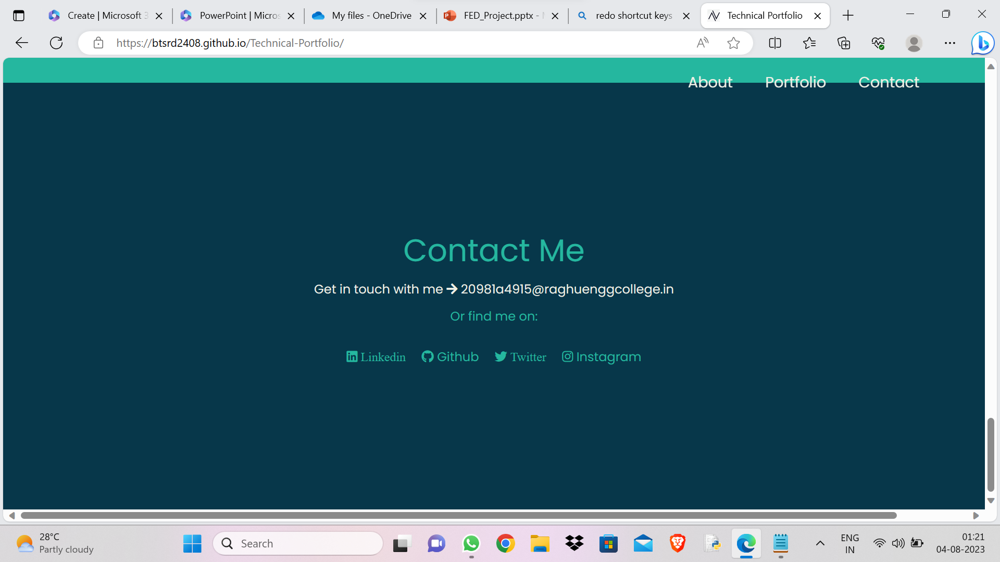 Create | Microsoft 3
PowerPoint | Micros
My files - OneDrive
FED_Project.pptx - M
redo shortcut keys
Technical Portfolio
https://btsrd2408.github.io/Technical-Portfolio/
About Portfolio Contact
Contact Me
Get in touch with me → 20981a4915@raghuenggcollege.in
Or find me on:
Linkedin Github Twitter Instagram
28°C
Partly cloudy
Search
ENG
IN
01:21
04-08-2023